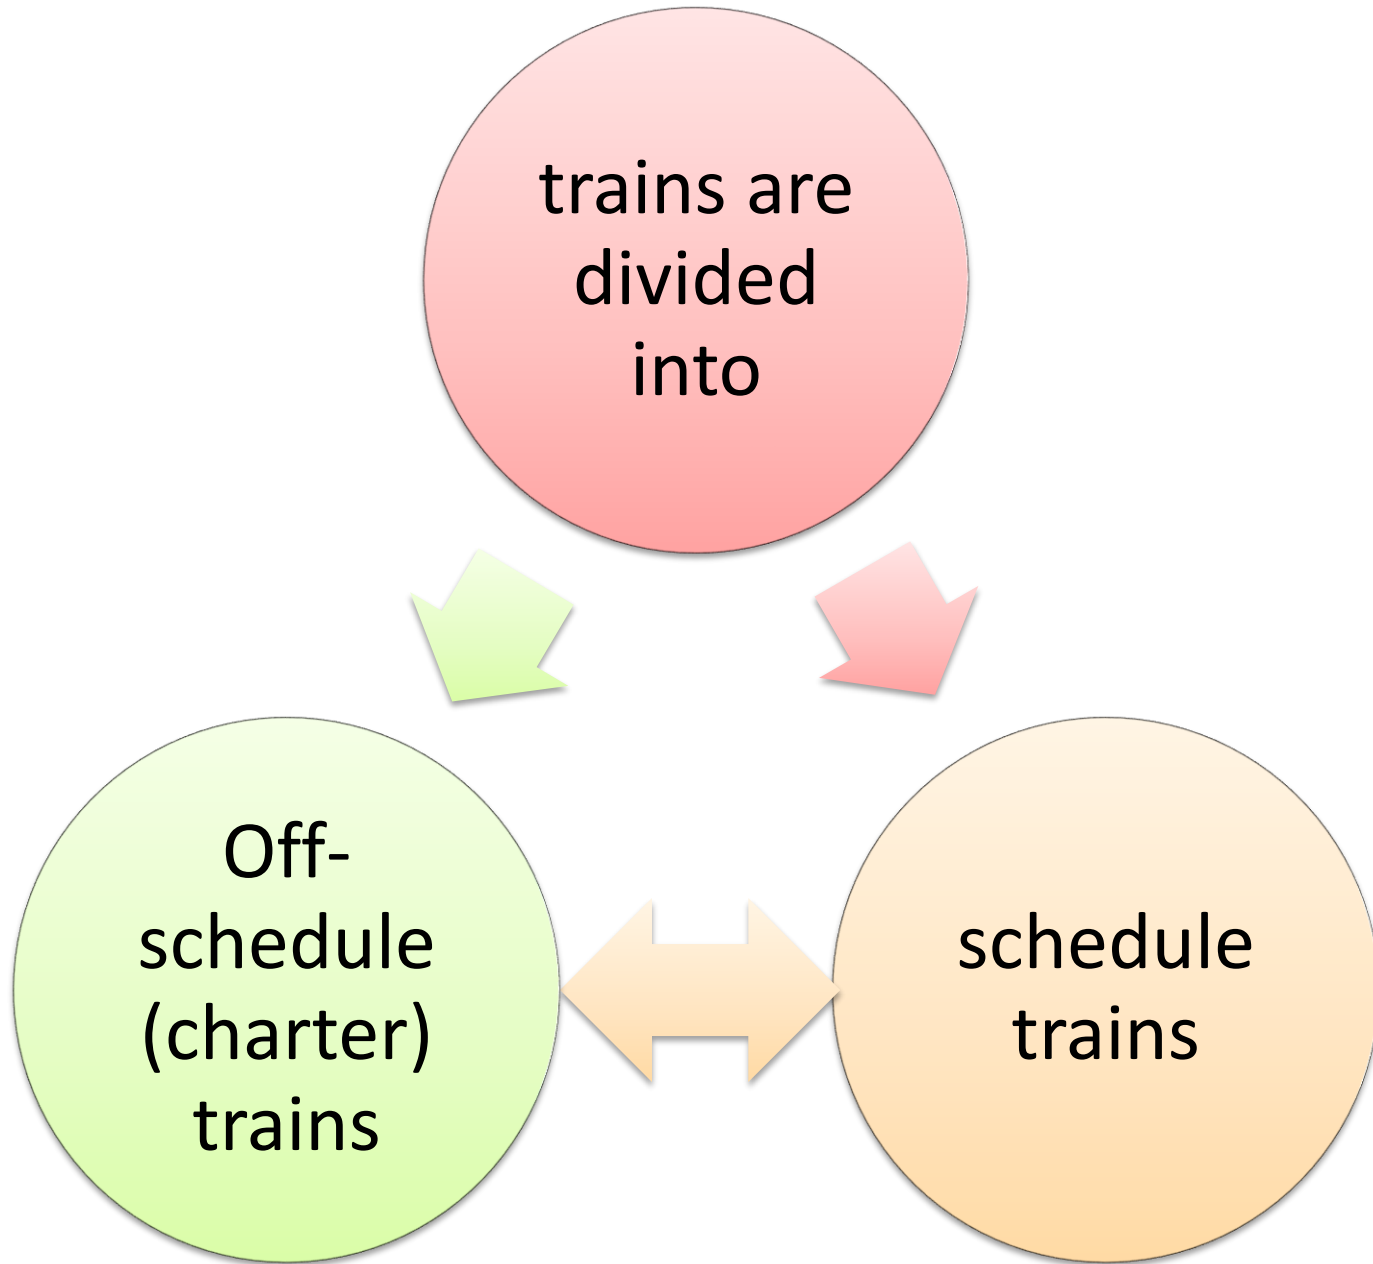 trains are
divided
into
Off-
schedule
(charter)
trains
schedule
trains